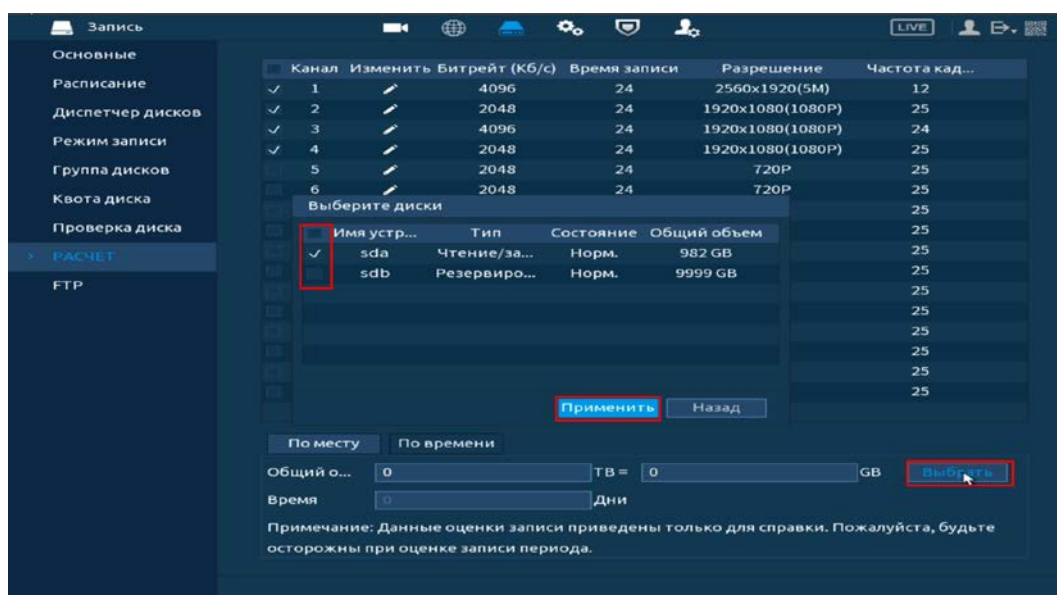 Запись LIVE
Основные
Расписание
Диспетчер дисков
Режим записи
Группа дисков
Квота диска
Проверка диска
РАСЧЕТ
FTP
Канал Изменить Битрейт (Кб/с) Время записи Разрешение Частота кад...
1 4096 24 2560x1920(5M) 12
2 2048 24 1920x1080(1080P) 25
3 4096 24 1920x1080(1080P) 24
4 2048 24 1920x1080(1080P) 25
5 2048 24 720P 25
6 2048 24 720P 25
25
25
25
25
25
25
25
25
25
Выберите диски
Имя устр... Тип Состояние Общий объем
sda Чтение/за... Норм. 982 GB
sdb Резервиро... Норм. 9999 GB
Применить Назад
По месту По времени
Общий о... 0 TB = 0 GB Выбрать
Время 0 Дни
Примечание: Данные оценки записи приведены только для справки. Пожалуйста, будьте
осторожны при оценке записи периода.